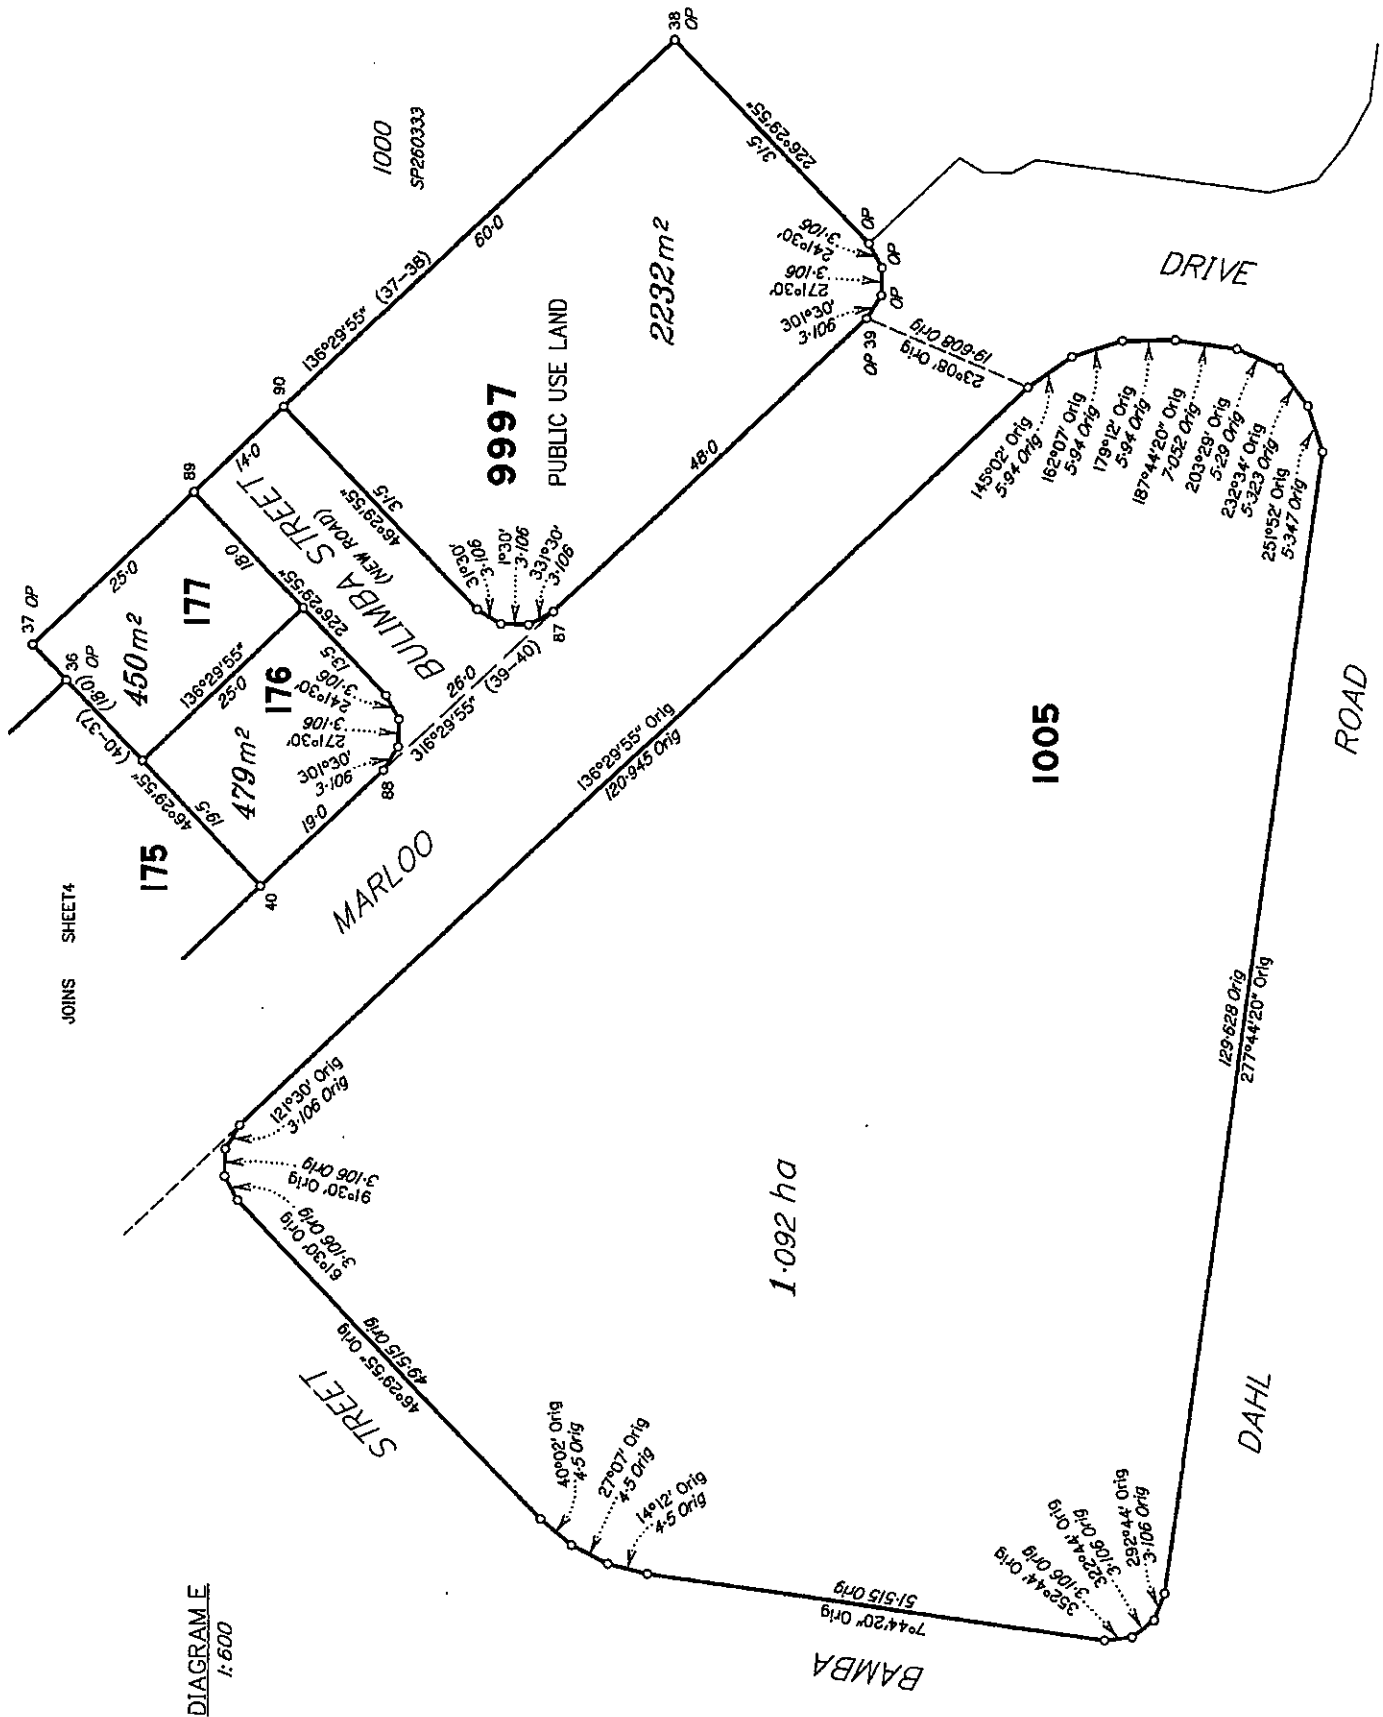 DIAGRAM E
1:600
JOINS SHEET 4
175
46°29'55" (40-37)
19·5
(18·0)
36
OP
37 OP
450m²
177
25·0
136°29'55"
25·0
479m²
176
19·0
40
88
301°30'
3·106
271°30'
3·106
241°30'
3·106
13·5
226°29'55"
18·0
89
14·0
90
BULIMBA STREET
(NEW ROAD)
26·0
316°29'55" (39-40)
87
331°30'
3·106
1°30'
3·106
31°30'
3·106
46°29'55"
31·5
136°29'55" (37-38)
60·0
1000
SP260333
38
OP
226°29'55"
31·5
9997
PUBLIC USE LAND
2232m²
48·0
301°30'
3·106
271°30'
3·106
241°30'
3·106
OP
OP
OP
OP 39
23°08' Orig
19·608 Orig
DRIVE
MARLOO
STREET
121°30' Orig
3·106 Orig
91°30' Orig
3·106 Orig
61°30' Orig
3·106 Orig
46°29'55" Orig
49·515 Orig
136°29'55" Orig
120·945 Orig
1005
1·092 ha
145°02' Orig
5·94 Orig
162°07' Orig
5·94 Orig
179°12' Orig
5·94 Orig
187°44'20" Orig
7·052 Orig
203°29' Orig
5·29 Orig
232°34' Orig
5·323 Orig
251°52' Orig
5·347 Orig
40°02' Orig
4·5 Orig
27°07' Orig
4·5 Orig
14°12' Orig
4·5 Orig
7°44'20" Orig
51·515 Orig
BAMBA
352°44' Orig
3·106 Orig
322°44' Orig
3·106 Orig
292°44' Orig
3·106 Orig
129·628 Orig
277°44'20" Orig
DAHL
ROAD